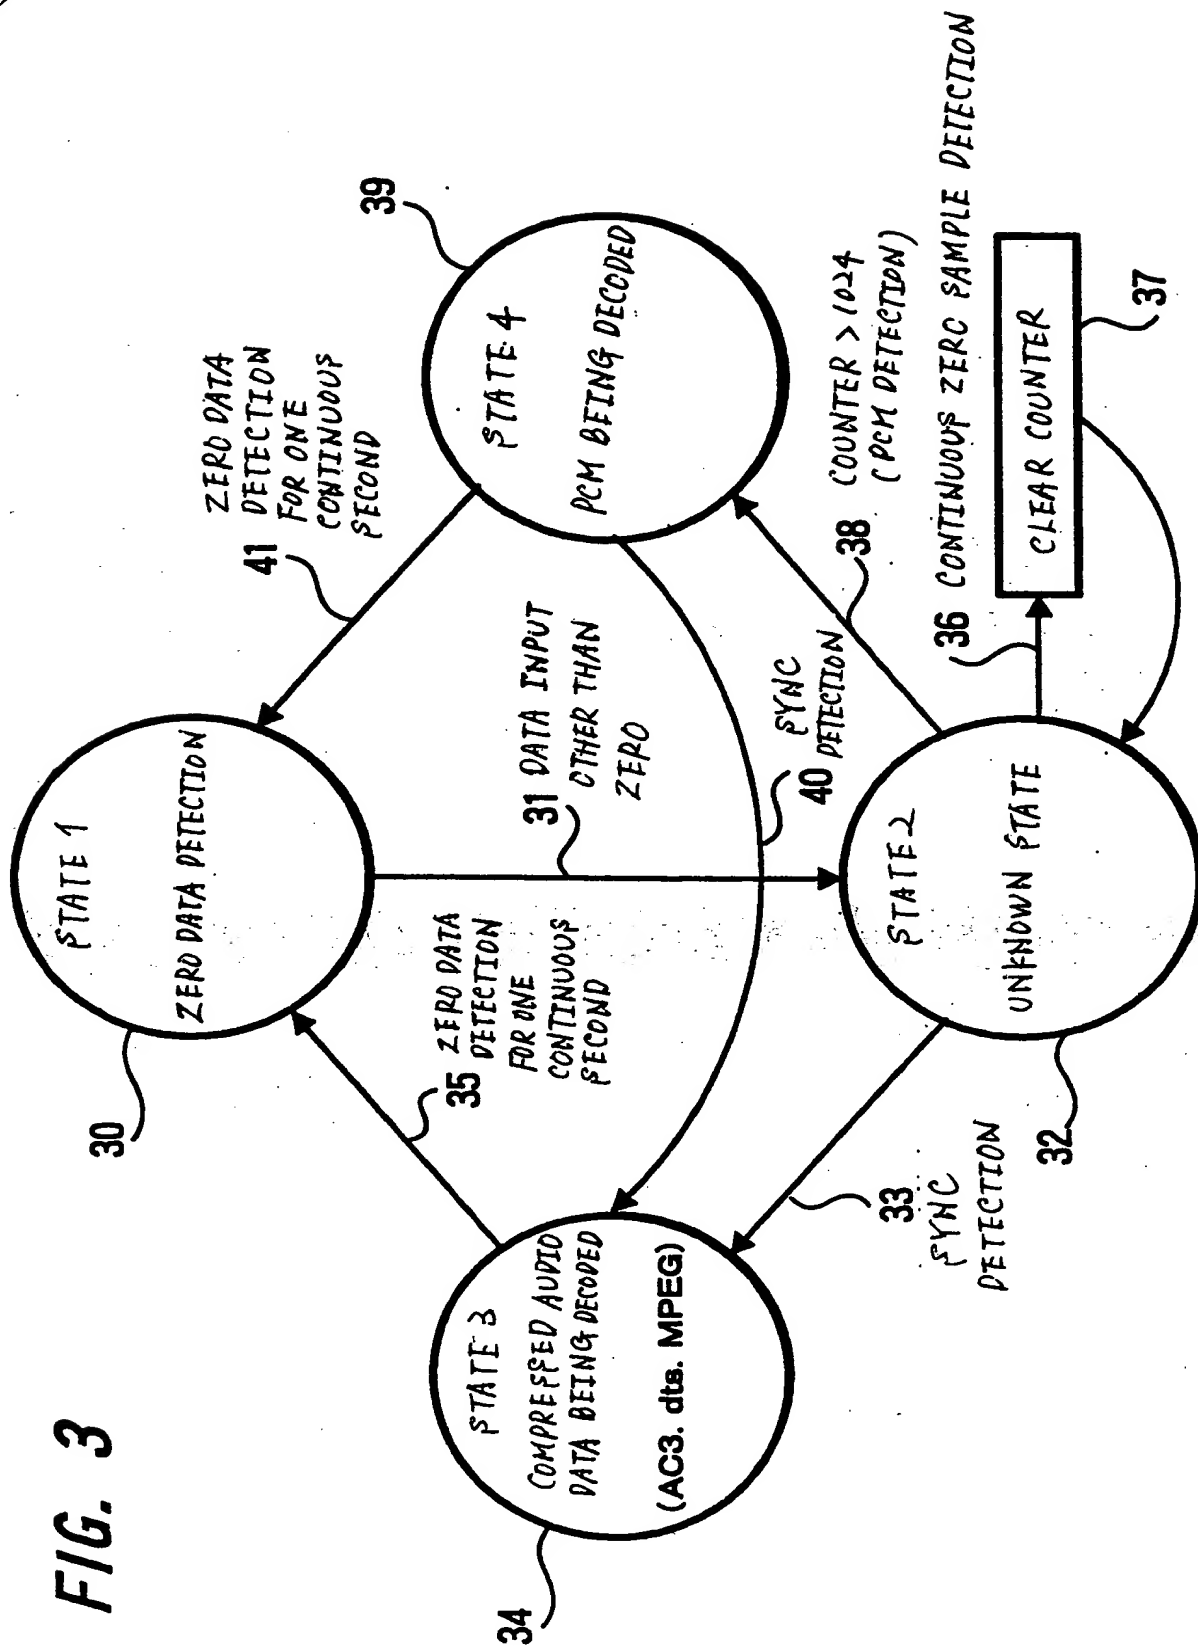 FIG. 3
STATE 1
ZERO DATA DETECTION
30
STATE 2
UNKNOWN STATE
32
STATE 3
COMPRESSED AUDIO
DATA BEING DECODED
(AC3. dts. MPEG)
34
STATE 4
PCM BEING DECODED
39
41
ZERO DATA
DETECTION
FOR ONE
CONTINUOUS
SECOND
35 ZERO DATA
DETECTION
FOR ONE
CONTINUOUS
SECOND
31 DATA INPUT
OTHER THAN
ZERO
40 SYNC
DETECTION
33
SYNC
DETECTION
38 COUNTER > 1024
(PCM DETECTION)
36 CONTINUOUS ZERO SAMPLE DETECTION
CLEAR COUNTER
37